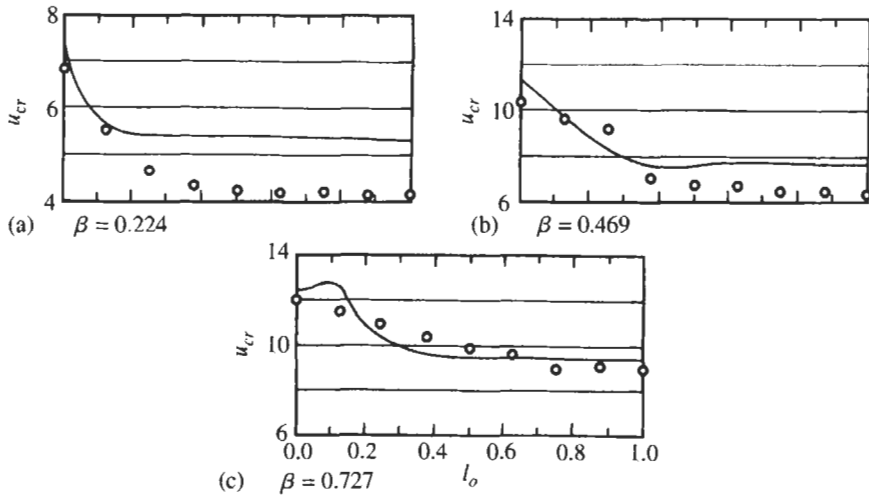 8
6
4
u_cr
(a) β = 0.224
14
10
6
u_cr
(b) β = 0.469
14
10
6
u_cr
0.0 0.2 0.4 0.6 0.8 1.0
l_o
(c) β = 0.727